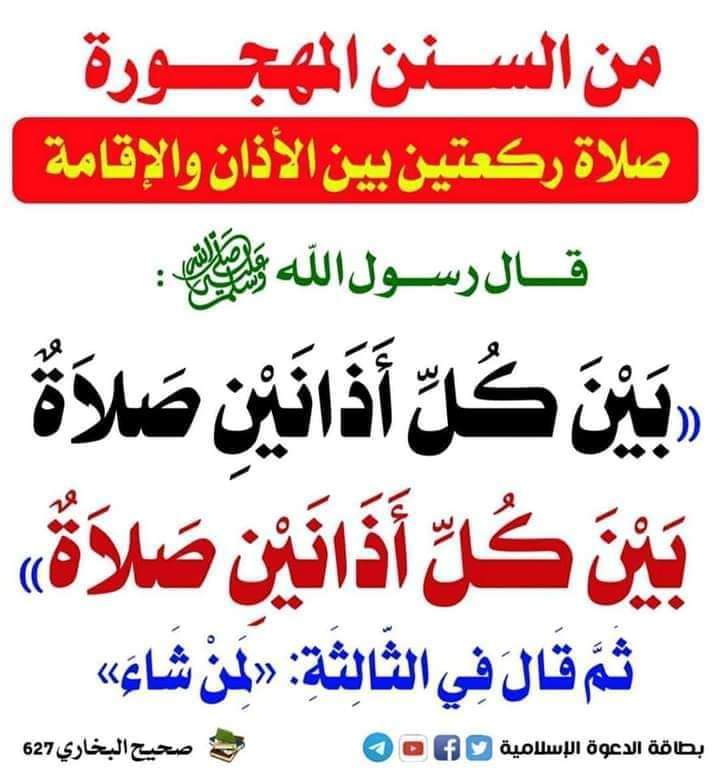 من السنن المهجورة
صلاة ركعتين بين الأذان والإقامة
قال رسول الله ﷺ :
«بَيْنَ كُلِّ أَذَانَيْنِ صَلاَةٌ
بَيْنَ كُلِّ أَذَانَيْنِ صَلاَةٌ»
ثُمَّ قَالَ فِي الثَّالِثَةِ: «لِمَنْ شَاءَ»
بطاقة الدعوة الإسلامية
صحيح البخاري 627